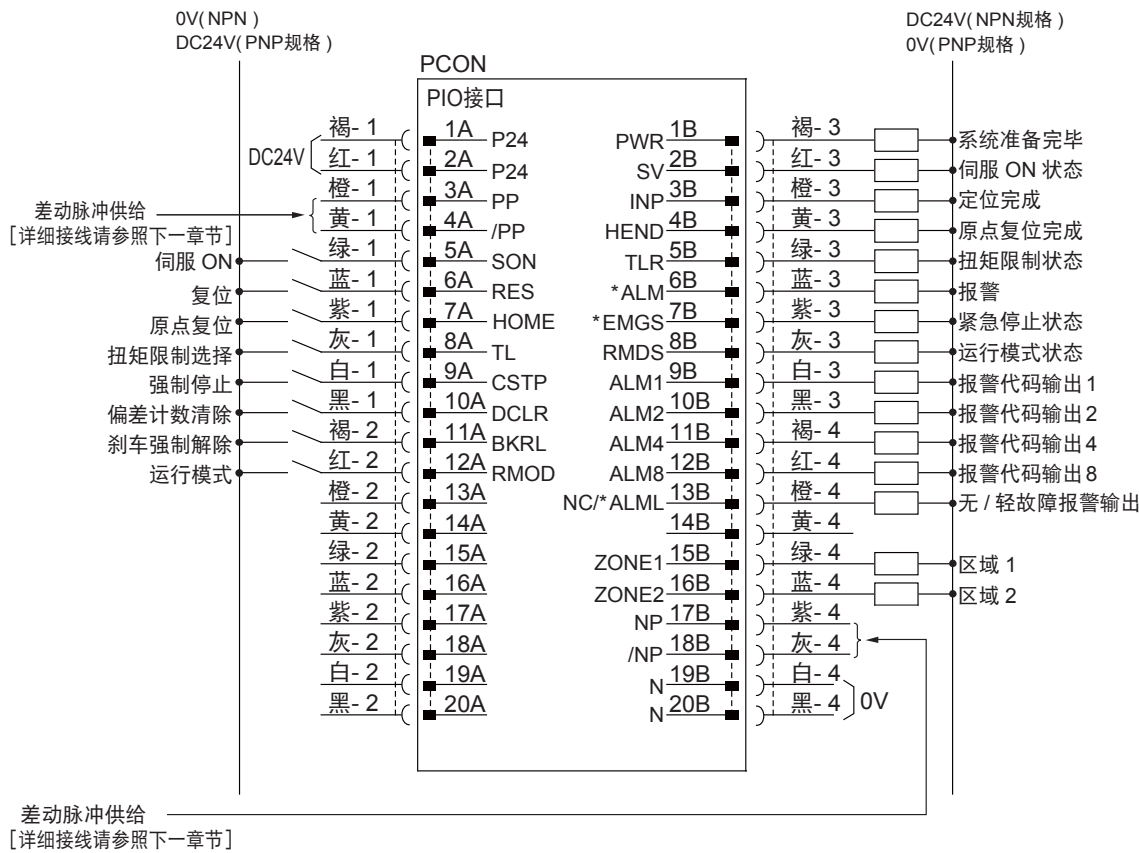 0V( NPN )
DC24V( PNP规格 )
DC24V( NPN规格 )
0V( PNP规格 )
PCON
PIO接口
褐- 1 1A P24 PWR 1B 褐- 3 系统准备完毕
DC24V 红- 1 2A P24 SV 2B 红- 3 伺服 ON 状态
橙- 1 3A PP INP 3B 橙- 3 定位完成
差动脉冲供给 黄- 1 4A /PP HEND 4B 黄- 3 原点复位完成
[详细接线请参照下一章节]
伺服 ON 绿- 1 5A SON TLR 5B 绿- 3 扭矩限制状态
复位 蓝- 1 6A RES *ALM 6B 蓝- 3 报警
原点复位 紫- 1 7A HOME *EMGS 7B 紫- 3 紧急停止状态
扭矩限制选择 灰- 1 8A TL RMDS 8B 灰- 3 运行模式状态
强制停止 白- 1 9A CSTP ALM1 9B 白- 3 报警代码输出1
偏差计数清除 黑- 1 10A DCLR ALM2 10B 黑- 3 报警代码输出2
刹车强制解除 褐- 2 11A BKRL ALM4 11B 褐- 4 报警代码输出4
运行模式 红- 2 12A RMOD ALM8 12B 红- 4 报警代码输出8
橙- 2 13A NC/*ALML 13B 橙- 4 无 / 轻故障报警输出
黄- 2 14A 14B 黄- 4
绿- 2 15A ZONE1 15B 绿- 4 区域 1
蓝- 2 16A ZONE2 16B 蓝- 4 区域 2
紫- 2 17A NP 17B 紫- 4
灰- 2 18A /NP 18B 灰- 4
白- 2 19A N 19B 白- 4
黑- 2 20A N 20B 黑- 4 0V
差动脉冲供给
[详细接线请参照下一章节]